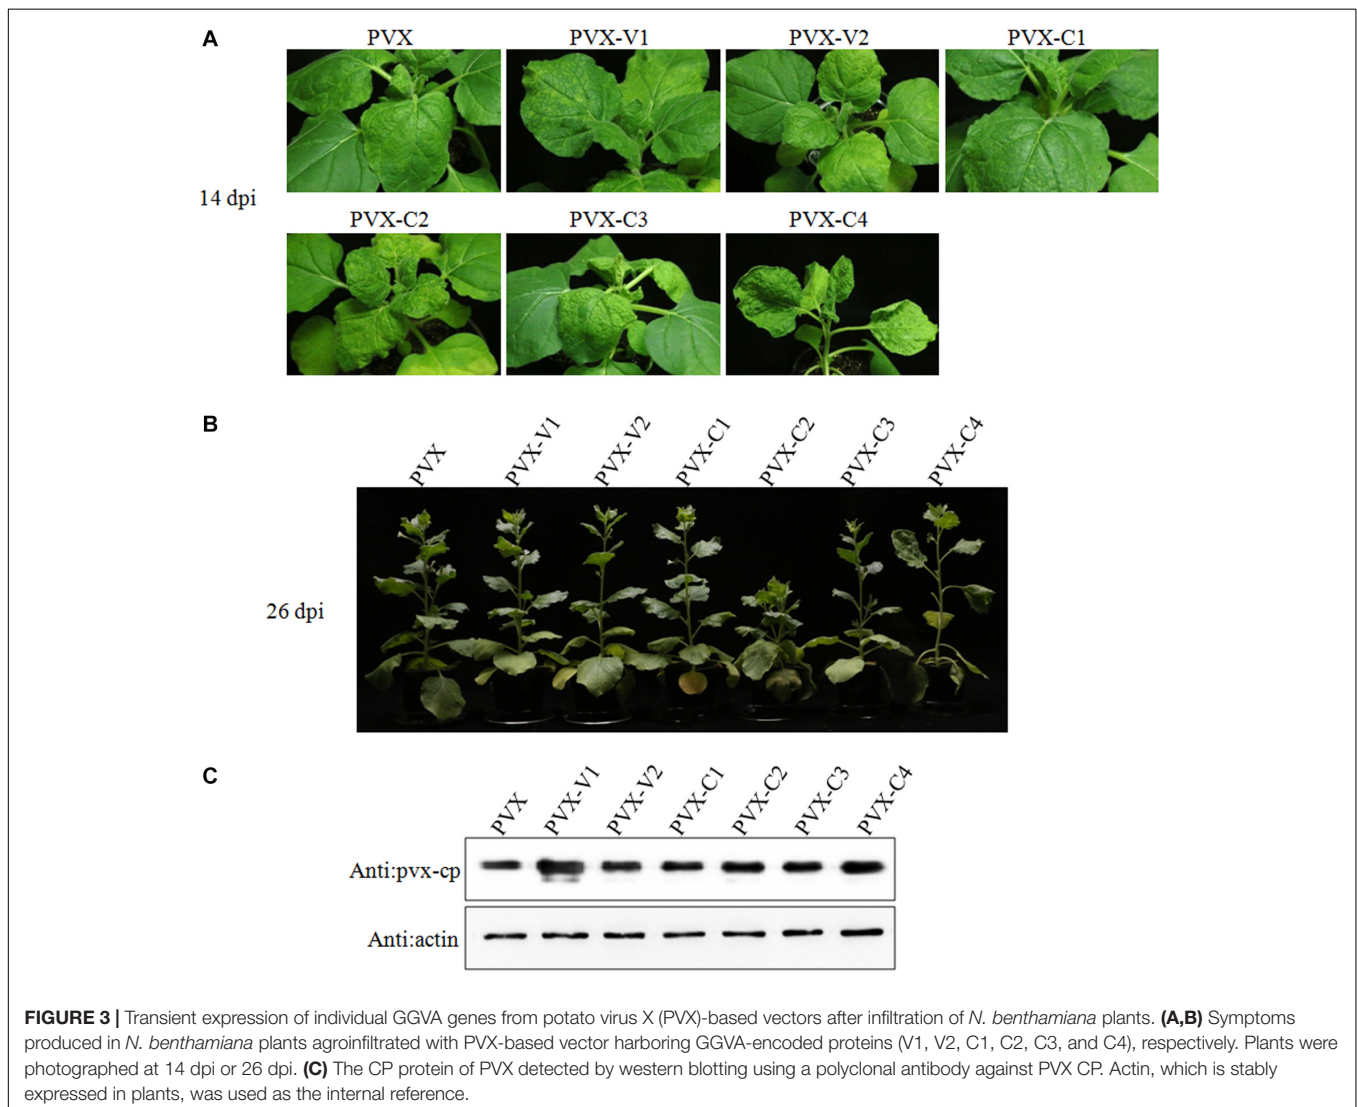 A
PVX PVX-V1 PVX-V2 PVX-C1
14 dpi
PVX-C2 PVX-C3 PVX-C4
B
PVX PVX-V1 PVX-V2 PVX-C1 PVX-C2 PVX-C3 PVX-C4
26 dpi
C
PVX PVX-V1 PVX-V2 PVX-C1 PVX-C2 PVX-C3 PVX-C4
Anti:pvx-cp
Anti:actin
FIGURE 3 | Transient expression of individual GGVA genes from potato virus X (PVX)-based vectors after infiltration of N. benthamiana plants. (A,B) Symptoms
produced in N. benthamiana plants agroinfiltrated with PVX-based vector harboring GGVA-encoded proteins (V1, V2, C1, C2, C3, and C4), respectively. Plants were
photographed at 14 dpi or 26 dpi. (C) The CP protein of PVX detected by western blotting using a polyclonal antibody against PVX CP. Actin, which is stably
expressed in plants, was used as the internal reference.